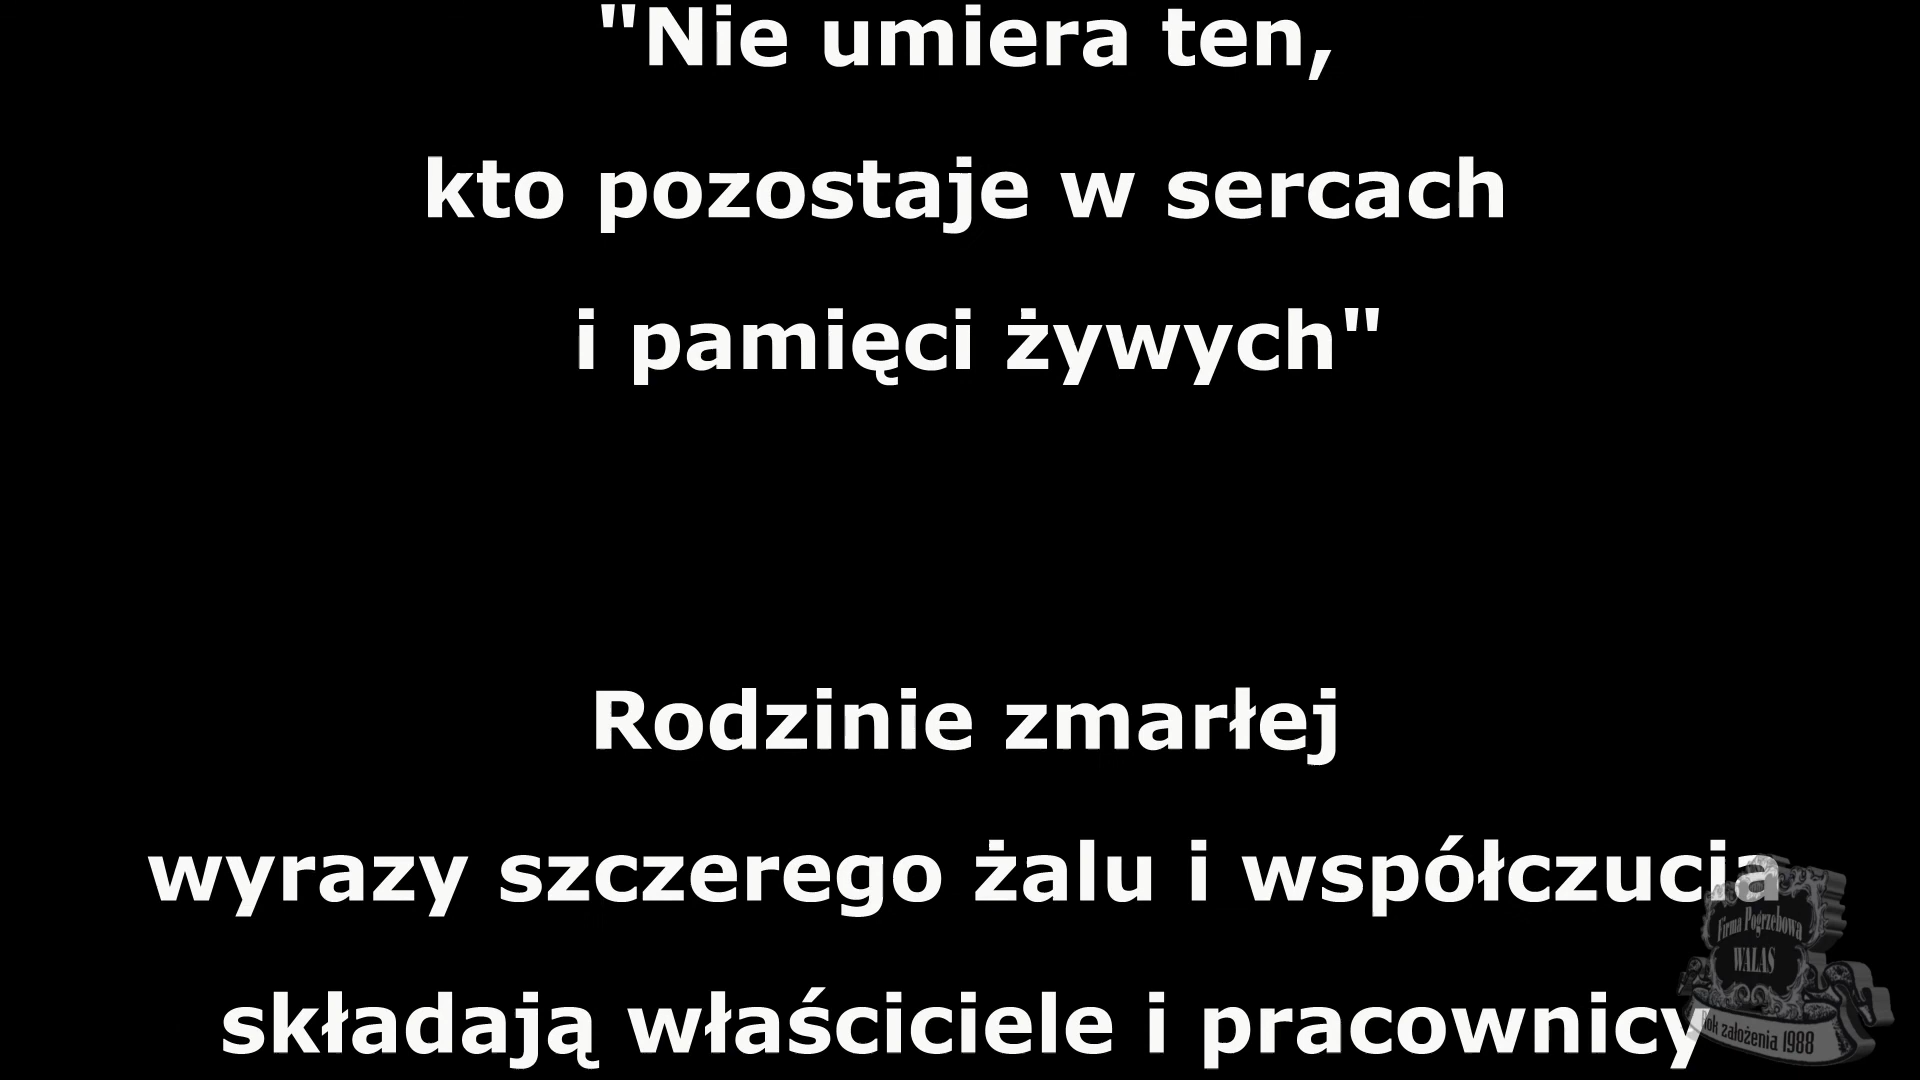 "Nie umiera ten,
kto pozostaje w sercach
i pamięci żywych"
Rodzinie zmarłej
wyrazy szczerego żalu i współczucia
składają właściciele i pracownicy
Firma Pogrzebowa
WALAS
rok założenia 1988